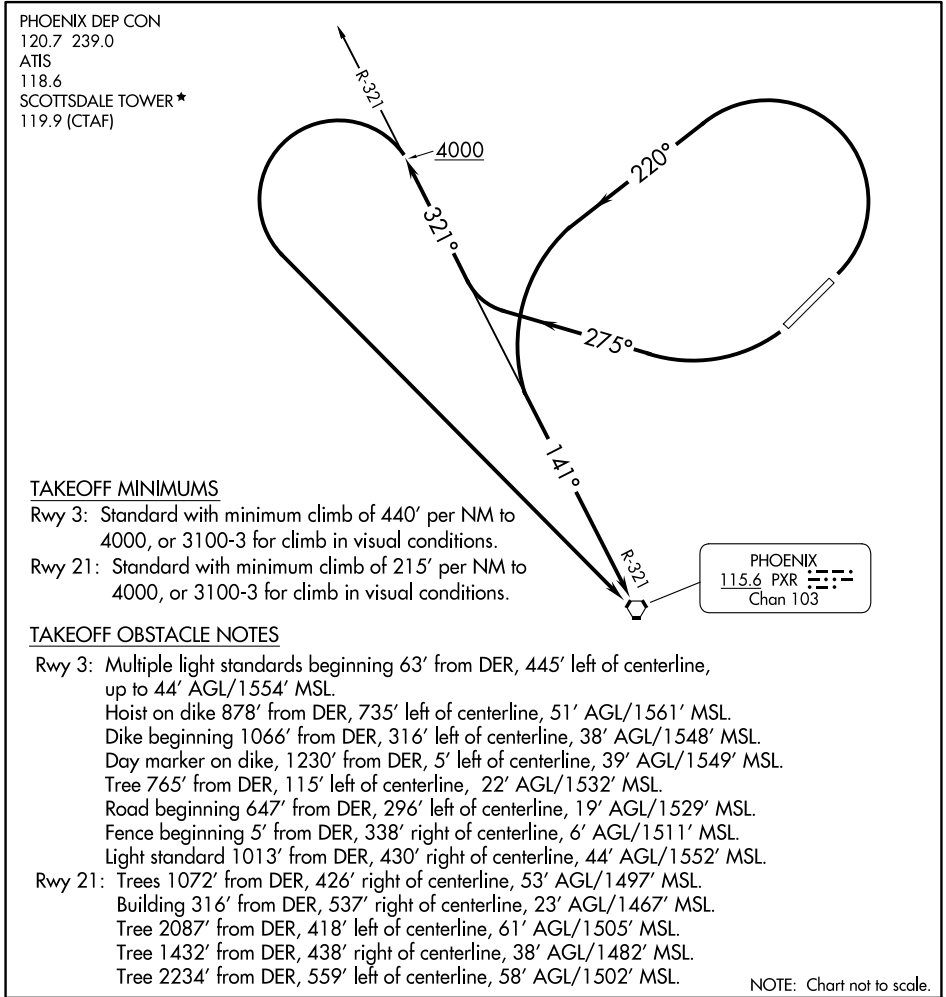 PHOENIX DEP CON
120.7 239.0
ATIS
118.6
SCOTTSDALE TOWER★
119.9 (CTAF)
R-321
4000
220°
321°
275°
141°
R-321
PHOENIX
115.6 PXR
Chan 103
TAKEOFF MINIMUMS
Rwy 3: Standard with minimum climb of 440' per NM to
4000, or 3100-3 for climb in visual conditions.
Rwy 21: Standard with minimum climb of 215' per NM to
4000, or 3100-3 for climb in visual conditions.
TAKEOFF OBSTACLE NOTES
Rwy 3: Multiple light standards beginning 63' from DER, 445' left of centerline,
up to 44' AGL/1554' MSL.
Hoist on dike 878' from DER, 735' left of centerline, 51' AGL/1561' MSL.
Dike beginning 1066' from DER, 316' left of centerline, 38' AGL/1548' MSL.
Day marker on dike, 1230' from DER, 5' left of centerline, 39' AGL/1549' MSL.
Tree 765' from DER, 115' left of centerline, 22' AGL/1532' MSL.
Road beginning 647' from DER, 296' left of centerline, 19' AGL/1529' MSL.
Fence beginning 5' from DER, 338' right of centerline, 6' AGL/1511' MSL.
Light standard 1013' from DER, 430' right of centerline, 44' AGL/1552' MSL.
Rwy 21: Trees 1072' from DER, 426' right of centerline, 53' AGL/1497' MSL.
Building 316' from DER, 537' right of centerline, 23' AGL/1467' MSL.
Tree 2087' from DER, 418' left of centerline, 61' AGL/1505' MSL.
Tree 1432' from DER, 438' right of centerline, 38' AGL/1482' MSL.
Tree 2234' from DER, 559' left of centerline, 58' AGL/1502' MSL.
NOTE: Chart not to scale.